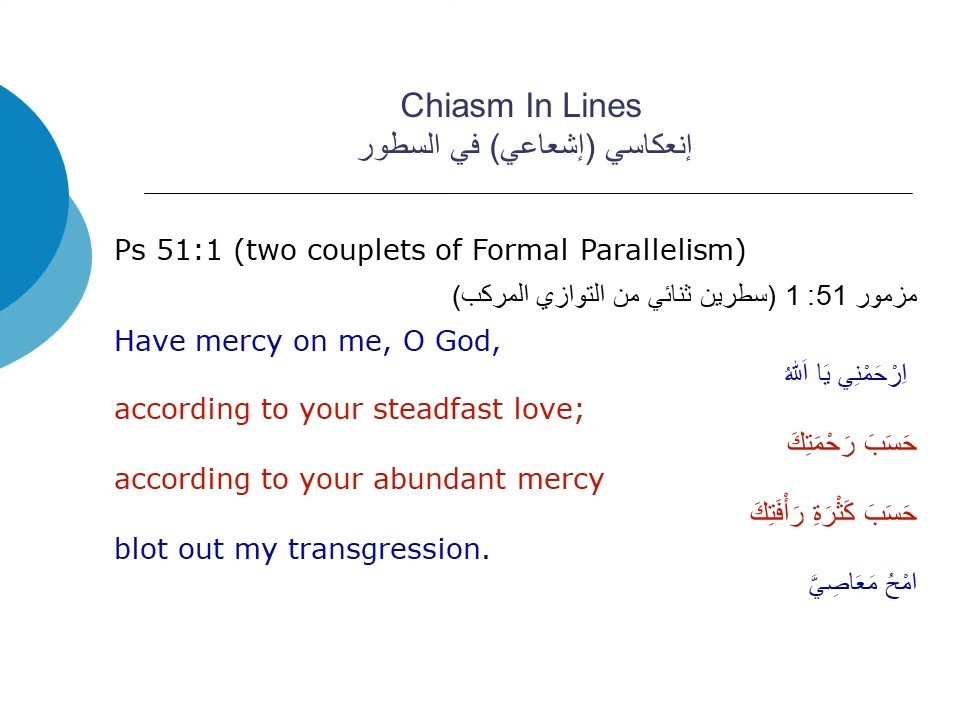 Chiasm In Lines
إنعكاسي (إشعاعي) في السطور
Ps 51:1 (two couplets of Formal Parallelism)
مزمور 51: 1 (سطرين ثنائي من التوازي المركب)
Have mercy on me, O God,
اِرْحَمْنِي يَا اَللهُ
according to your steadfast love;
حَسَبَ رَحْمَتِكَ
according to your abundant mercy
حَسَبَ كَثْرَةِ رَأْفَتِكَ
blot out my transgression.
امْحُ مَعَاصِيَّ